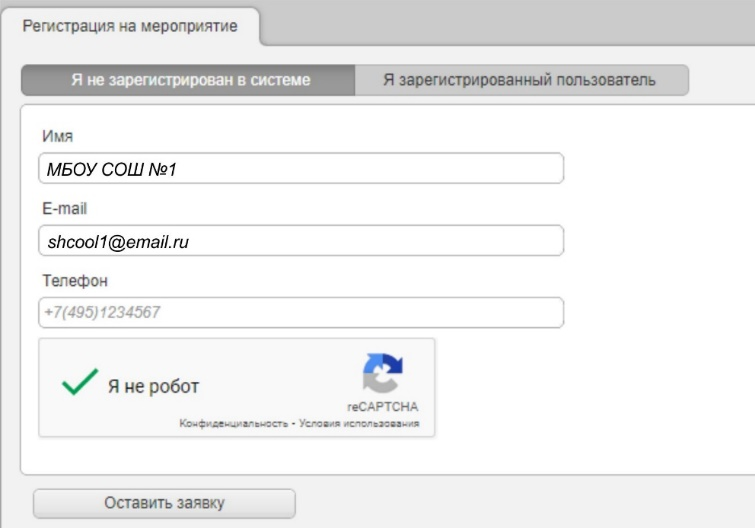 Регистрация на мероприятие
Я не зарегистрирован в системе
Я зарегистрированный пользователь
Имя
МБОУ СОШ №1
E-mail
shcool1@email.ru
Телефон
+7(495)1234567
Я не робот
reCAPTCHA
Конфиденциальность - Условия использования
Оставить заявку